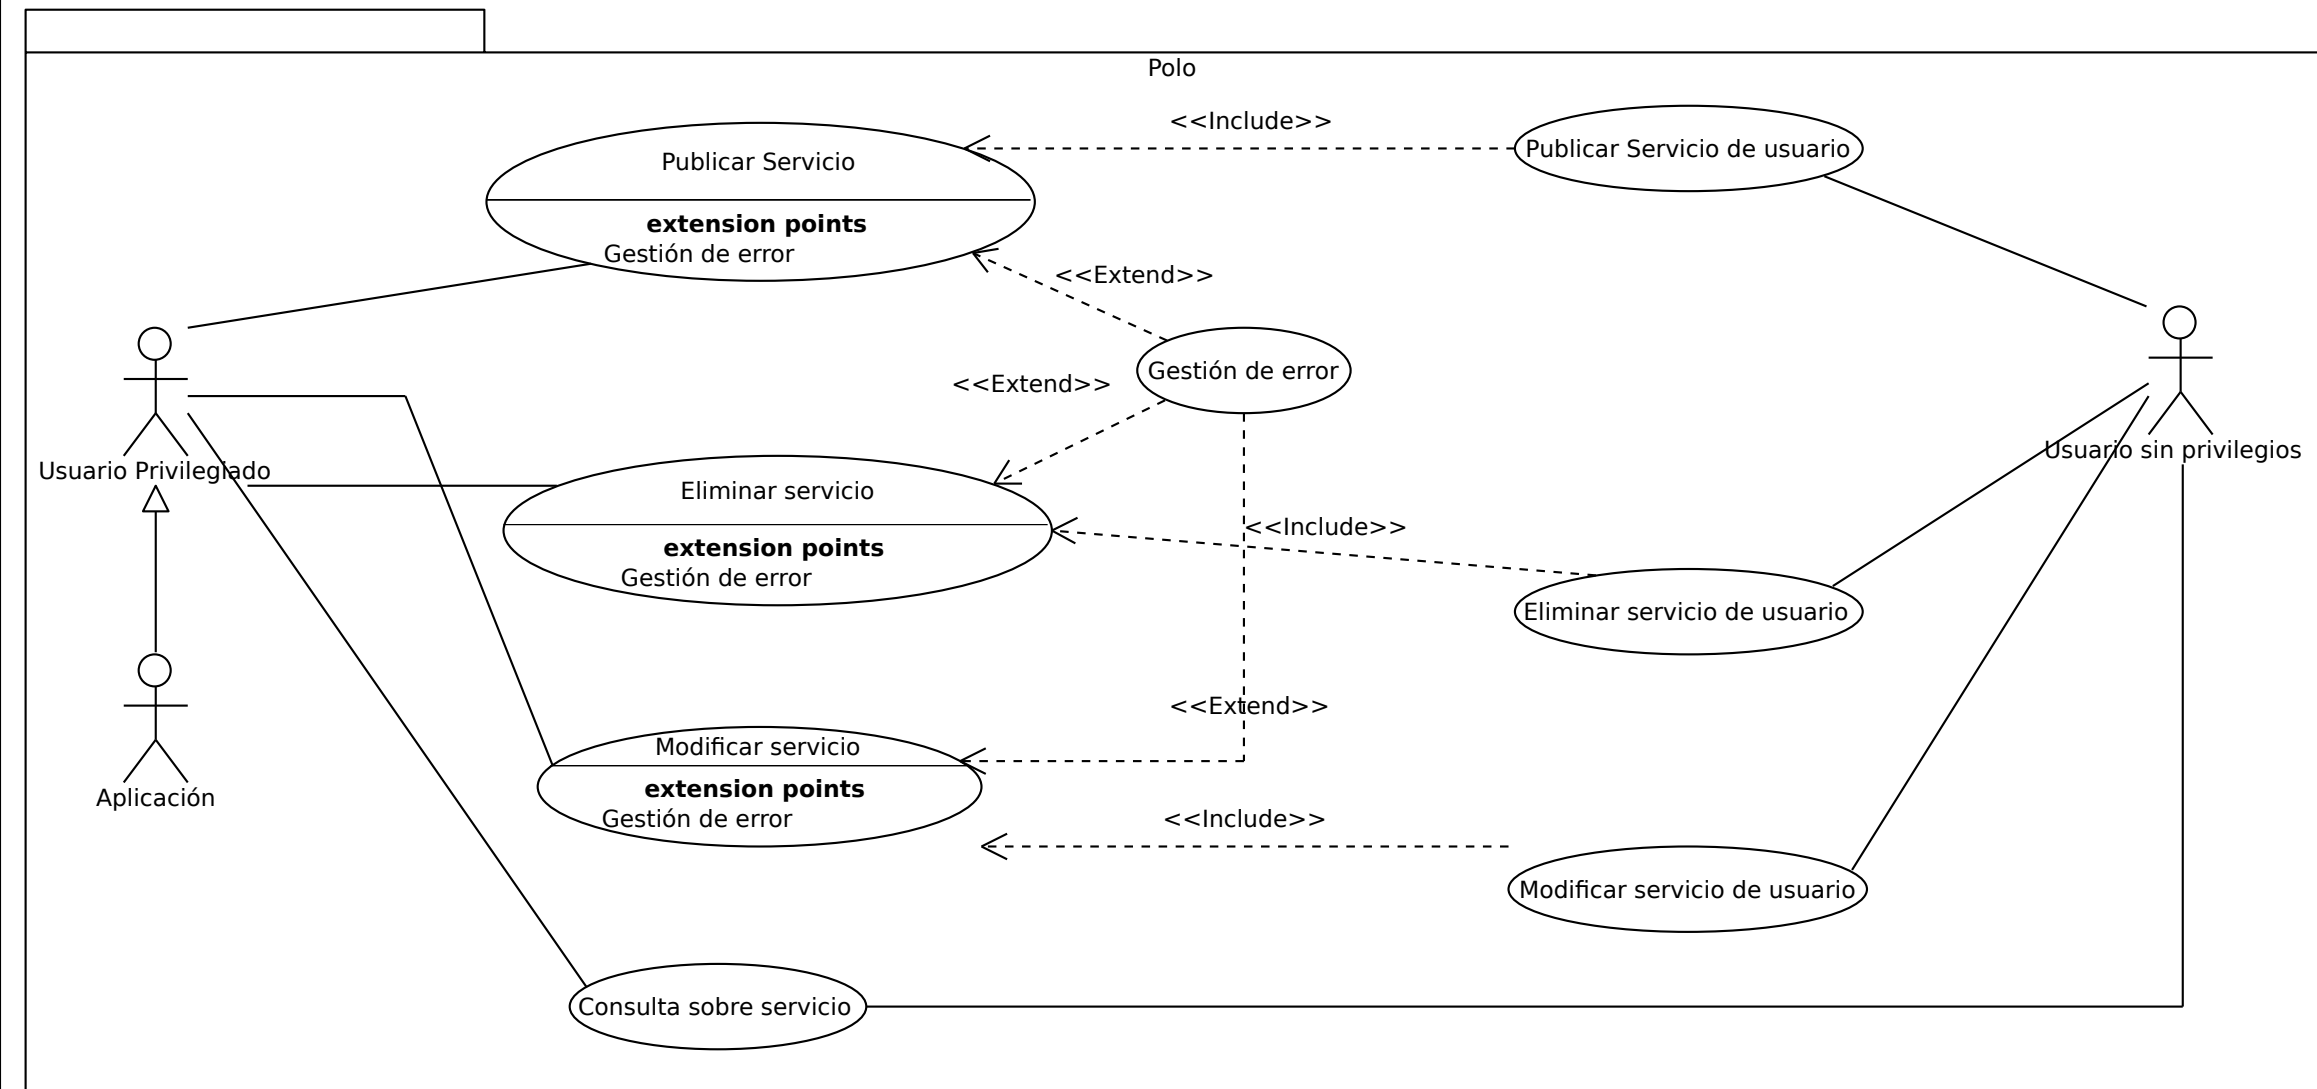 Polo
<<Include>>
Publicar Servicio de usuario
Publicar Servicio
extension points
Gestión de error
<<Extend>>
Gestión de error
<<Extend>>
Usuario Privilegiado
Usuario sin privilegios
Eliminar servicio
extension points
Gestión de error
<<Include>>
Eliminar servicio de usuario
<<Extend>>
Modificar servicio
extension points
Gestión de error
Aplicación
<<Include>>
Modificar servicio de usuario
Consulta sobre servicio